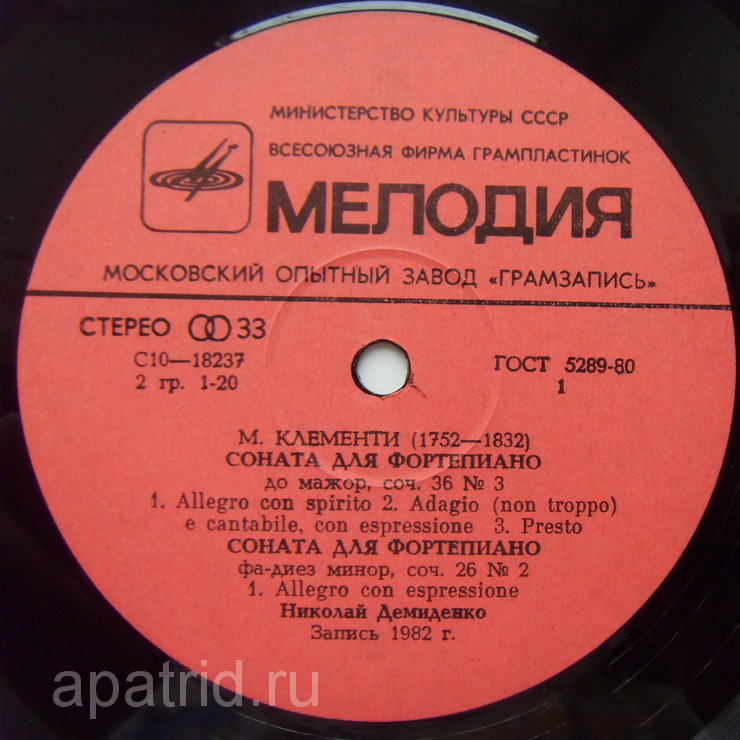 МИНИСТЕРСТВО КУЛЬТУРЫ СССР
ВСЕСОЮЗНАЯ ФИРМА ГРАМПЛАСТИНОК
МЕЛОДИЯ
МОСКОВСКИЙ ОПЫТНЫЙ ЗАВОД «ГРАМЗАПИСЬ»
СТЕРЕО 33
С10—18237
2 гр. 1-20
ГОСТ 5289-80
1
М. КЛЕМЕНТИ (1752—1832)
СОНАТА ДЛЯ ФОРТЕПИАНО
до мажор, соч. 36 № 3
1. Allegro con spirito 2. Adagio (non troppo)
e cantabile, con espressione 3. Presto
СОНАТА ДЛЯ ФОРТЕПИАНО
фа-диез минор, соч. 26 № 2
1. Allegro con espressione
Николай Демиденко
Запись 1982 г.
apatrid.ru